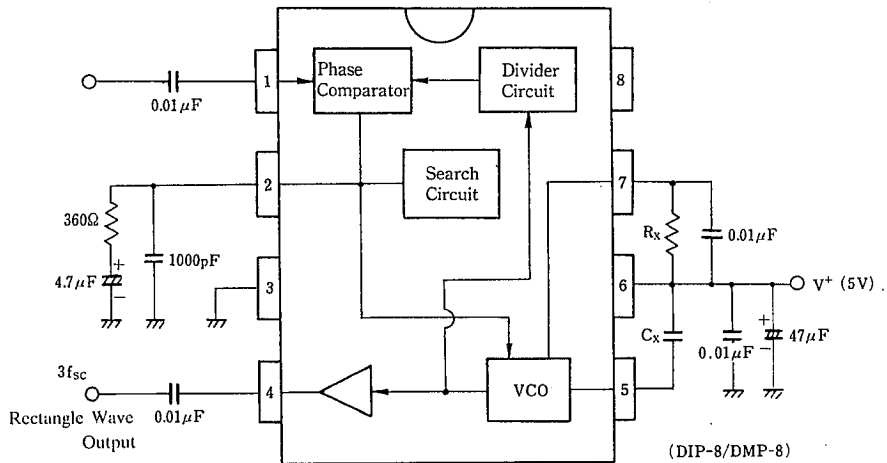 1
Phase
Comparator
Divider
Circuit
8
0.01μF
2
Search
Circuit
7
360Ω
1000pF
4.7μF
+
−
Rx
0.01μF
3
6
V⁺ (5V)
Cx
0.01μF
+
−
47μF
3fsc
4
VCO
5
Rectangle Wave
Output
0.01μF
(DIP-8/DMP-8)